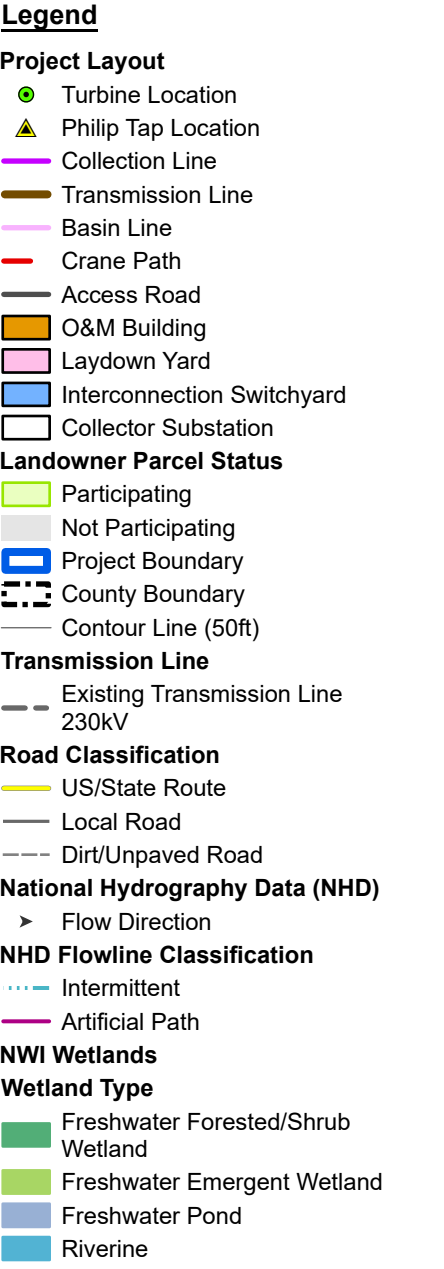 Legend
Project Layout
Turbine Location
Philip Tap Location
Collection Line
Transmission Line
Basin Line
Crane Path
Access Road
O&M Building
Laydown Yard
Interconnection Switchyard
Collector Substation
Landowner Parcel Status
Participating
Not Participating
Project Boundary
County Boundary
Contour Line (50ft)
Transmission Line
Existing Transmission Line
230kV
Road Classification
US/State Route
Local Road
Dirt/Unpaved Road
National Hydrography Data (NHD)
Flow Direction
NHD Flowline Classification
Intermittent
Artificial Path
NWI Wetlands
Wetland Type
Freshwater Forested/Shrub
Wetland
Freshwater Emergent Wetland
Freshwater Pond
Riverine